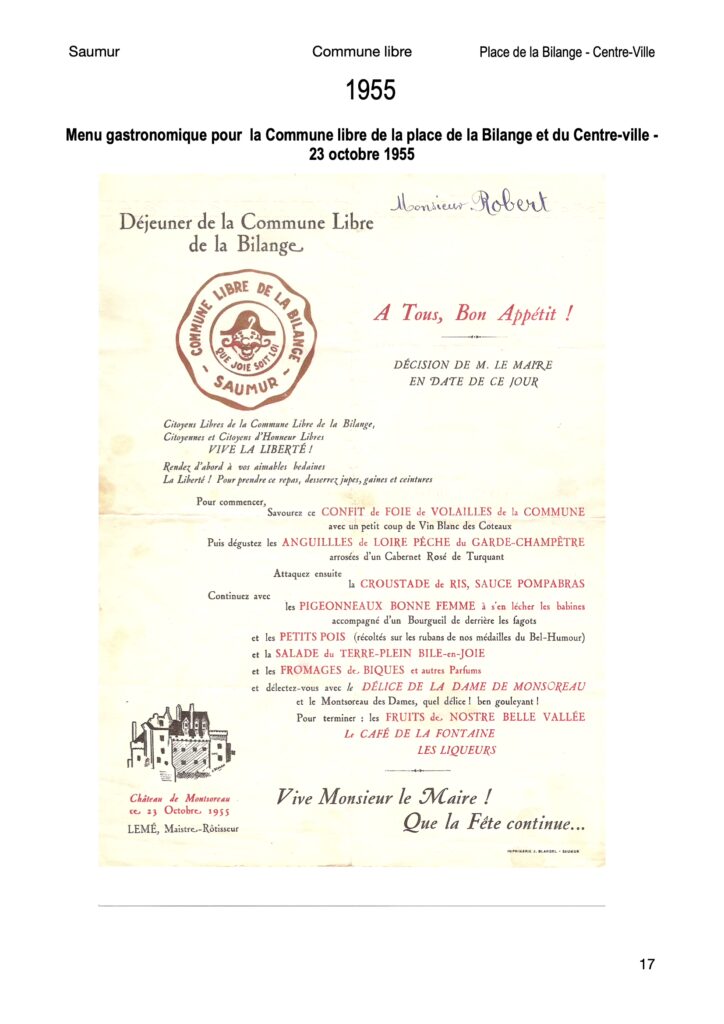 Saumur Commune libre Place de la Bilange - Centre-Ville
1955
Menu gastronomique pour la Commune libre de la place de la Bilange et du Centre-ville -
23 octobre 1955
Monsieur Robert
Déjeuner de la Commune Libre
de la Bilange
COMMUNE LIBRE DE LA BILANGE
QUE JOIE SOIT LOI
- SAUMUR -
A Tous, Bon Appétit !
DÉCISION DE M. LE MAIRE
EN DATE DE CE JOUR
Citoyens Libres de la Commune Libre de la Bilange,
Citoyennes et Citoyens d'Honneur Libres
VIVE LA LIBERTÉ !
Rendez d'abord à vos aimables bedaines
La Liberté ! Pour prendre ce repas, desserrez jupes, gaines et ceintures
Pour commencer,
Savourez ce CONFIT de FOIE de VOLAILLES de la COMMUNE
avec un petit coup de Vin Blanc des Coteaux
Puis dégustez les ANGUILLLES de LOIRE PÊCHE du GARDE-CHAMPÊTRE
arrosées d'un Cabernet Rosé de Turquant
Attaquez ensuite
la CROUSTADE de RIS, SAUCE POMPABRAS
Continuez avec
les PIGEONNEAUX BONNE FEMME à s'en lécher les babines
accompagné d'un Bourgueil de derrière les fagots
et les PETITS POIS (récoltés sur les rubans de nos médailles du Bel-Humour)
et la SALADE du TERRE-PLEIN BILE-en-JOIE
et les FROMAGES de BIQUES et autres Parfums
et délectez-vous avec le DÉLICE DE LA DAME DE MONSOREAU
et le Montsoreau des Dames, quel délice ! ben gouleyant !
Pour terminer : les FRUITS de NOSTRE BELLE VALLÉE
Le CAFÉ DE LA FONTAINE
LES LIQUEURS
Château de Montsoreau
ce 23 Octobre 1955
LEMÉ, Maistre-Rôtisseur
Vive Monsieur le Maire !
Que la Fête continue...
IMPRIMERIE J. BLANGEL - SAUMUR
17